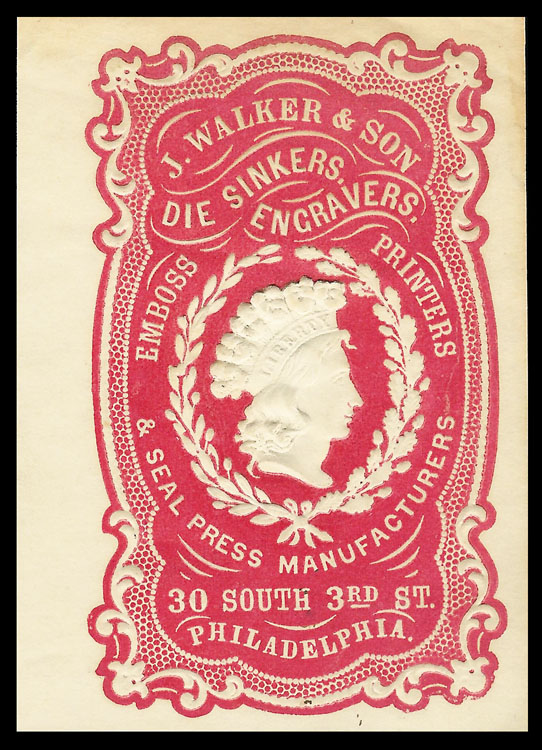 J. WALKER & SON
DIE SINKERS,
ENGRAVERS,
EMBOSS PRINTERS
LIBERTY
& SEAL PRESS MANUFACTURERS
30 SOUTH 3RD ST.
PHILADELPHIA.